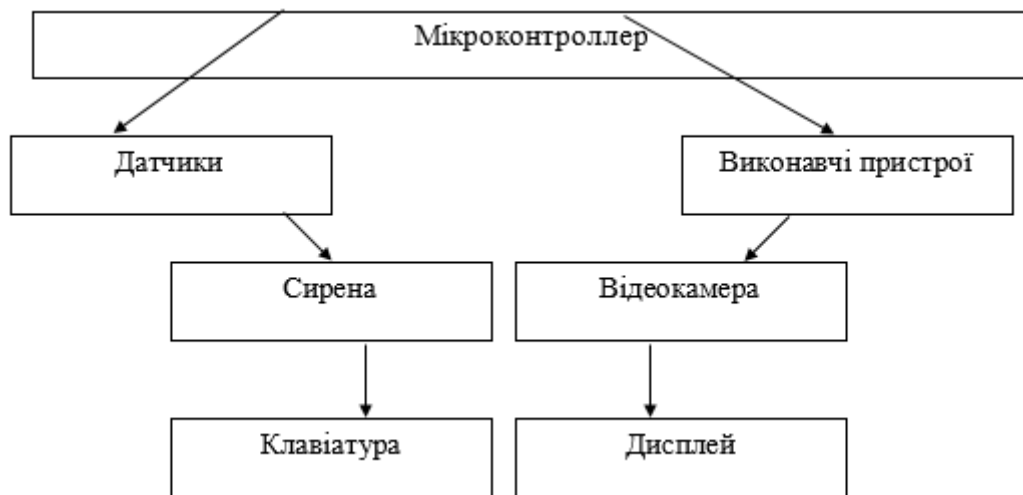 Мікроконтроллер
Датчики
Виконавчі пристрої
Сирена
Відеокамера
Клавіатура
Дисплей